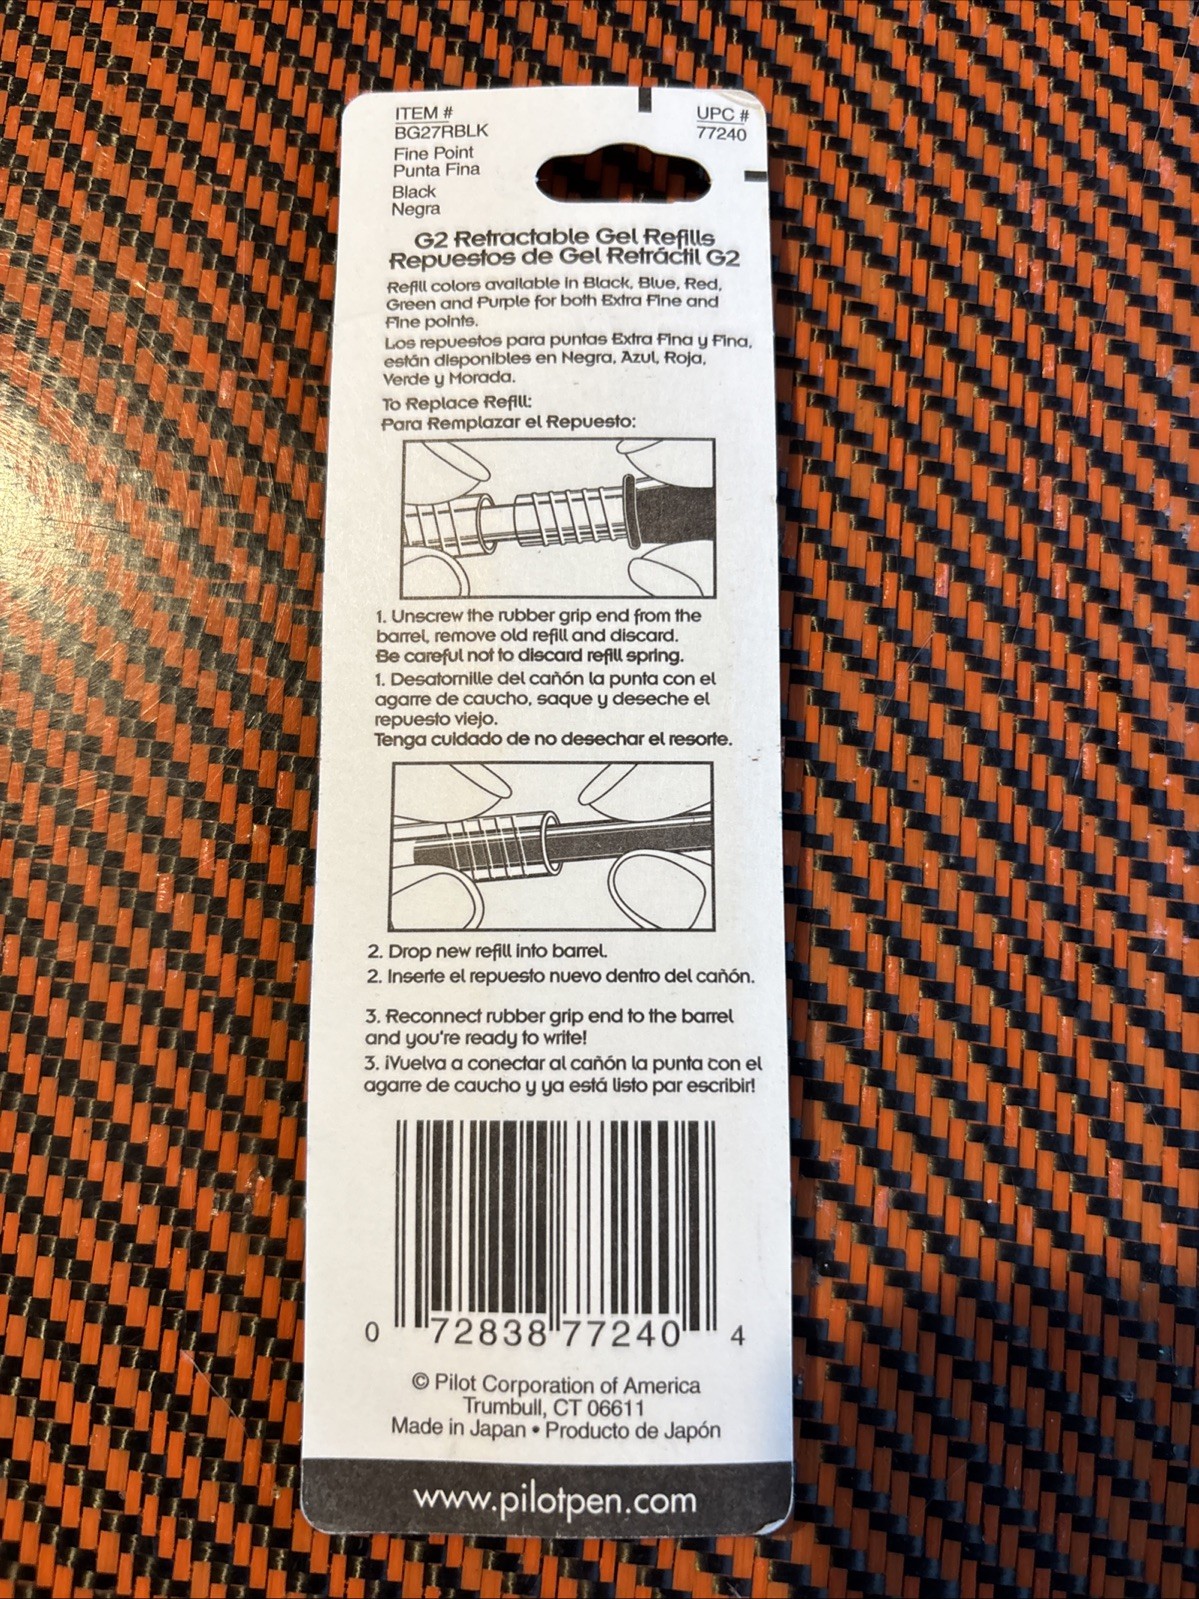 ITEM #
BG27RBLK
Fine Point
Punta Fina
Black
Negra
UPC #
77240
G2 Retractable Gel Refills
Repuestos de Gel Retráctil G2
Refill colors available in Black, Blue, Red,
Green and Purple for both Extra Fine and
Fine points.
Los repuestos para puntas Extra Fina y Fina,
están disponibles en Negra, Azul, Roja,
Verde y Morada.
To Replace Refill:
Para Remplazar el Repuesto:
1. Unscrew the rubber grip end from the
barrel, remove old refill and discard.
Be careful not to discard refill spring.
1. Desatornille del cañón la punta con el
agarre de caucho, saque y deseche el
repuesto viejo.
Tenga cuidado de no desechar el resorte.
2. Drop new refill into barrel.
2. Inserte el repuesto nuevo dentro del cañón.
3. Reconnect rubber grip end to the barrel
and you're ready to write!
3. ¡Vuelva a conectar al cañón la punta con el
agarre de caucho y ya está listo par escribir!
0 72838 77240 4
© Pilot Corporation of America
Trumbull, CT 06611
Made in Japan • Producto de Japón
www.pilotpen.com